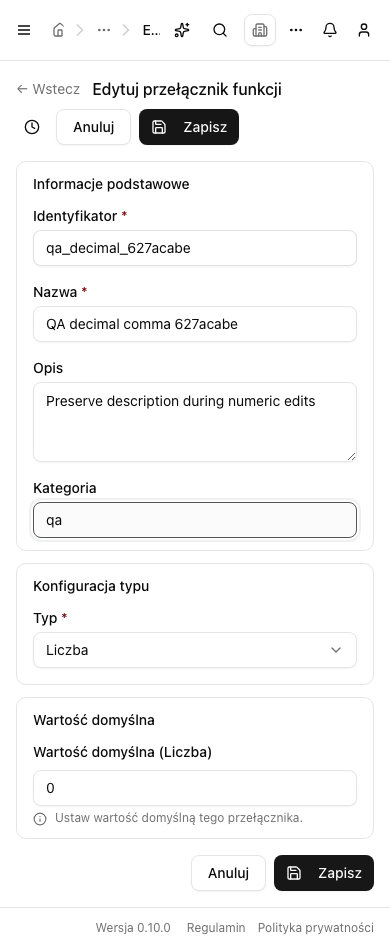 E...
Wstecz Edytuj przełącznik funkcji
Anuluj Zapisz
Informacje podstawowe
Identyfikator *
qa_decimal_627acabe
Nazwa *
QA decimal comma 627acabe
Opis
Preserve description during numeric edits
Kategoria
qa
Konfiguracja typu
Typ *
Liczba
Wartość domyślna
Wartość domyślna (Liczba)
0
Ustaw wartość domyślną tego przełącznika.
Anuluj Zapisz
Wersja 0.10.0 Regulamin Polityka prywatności